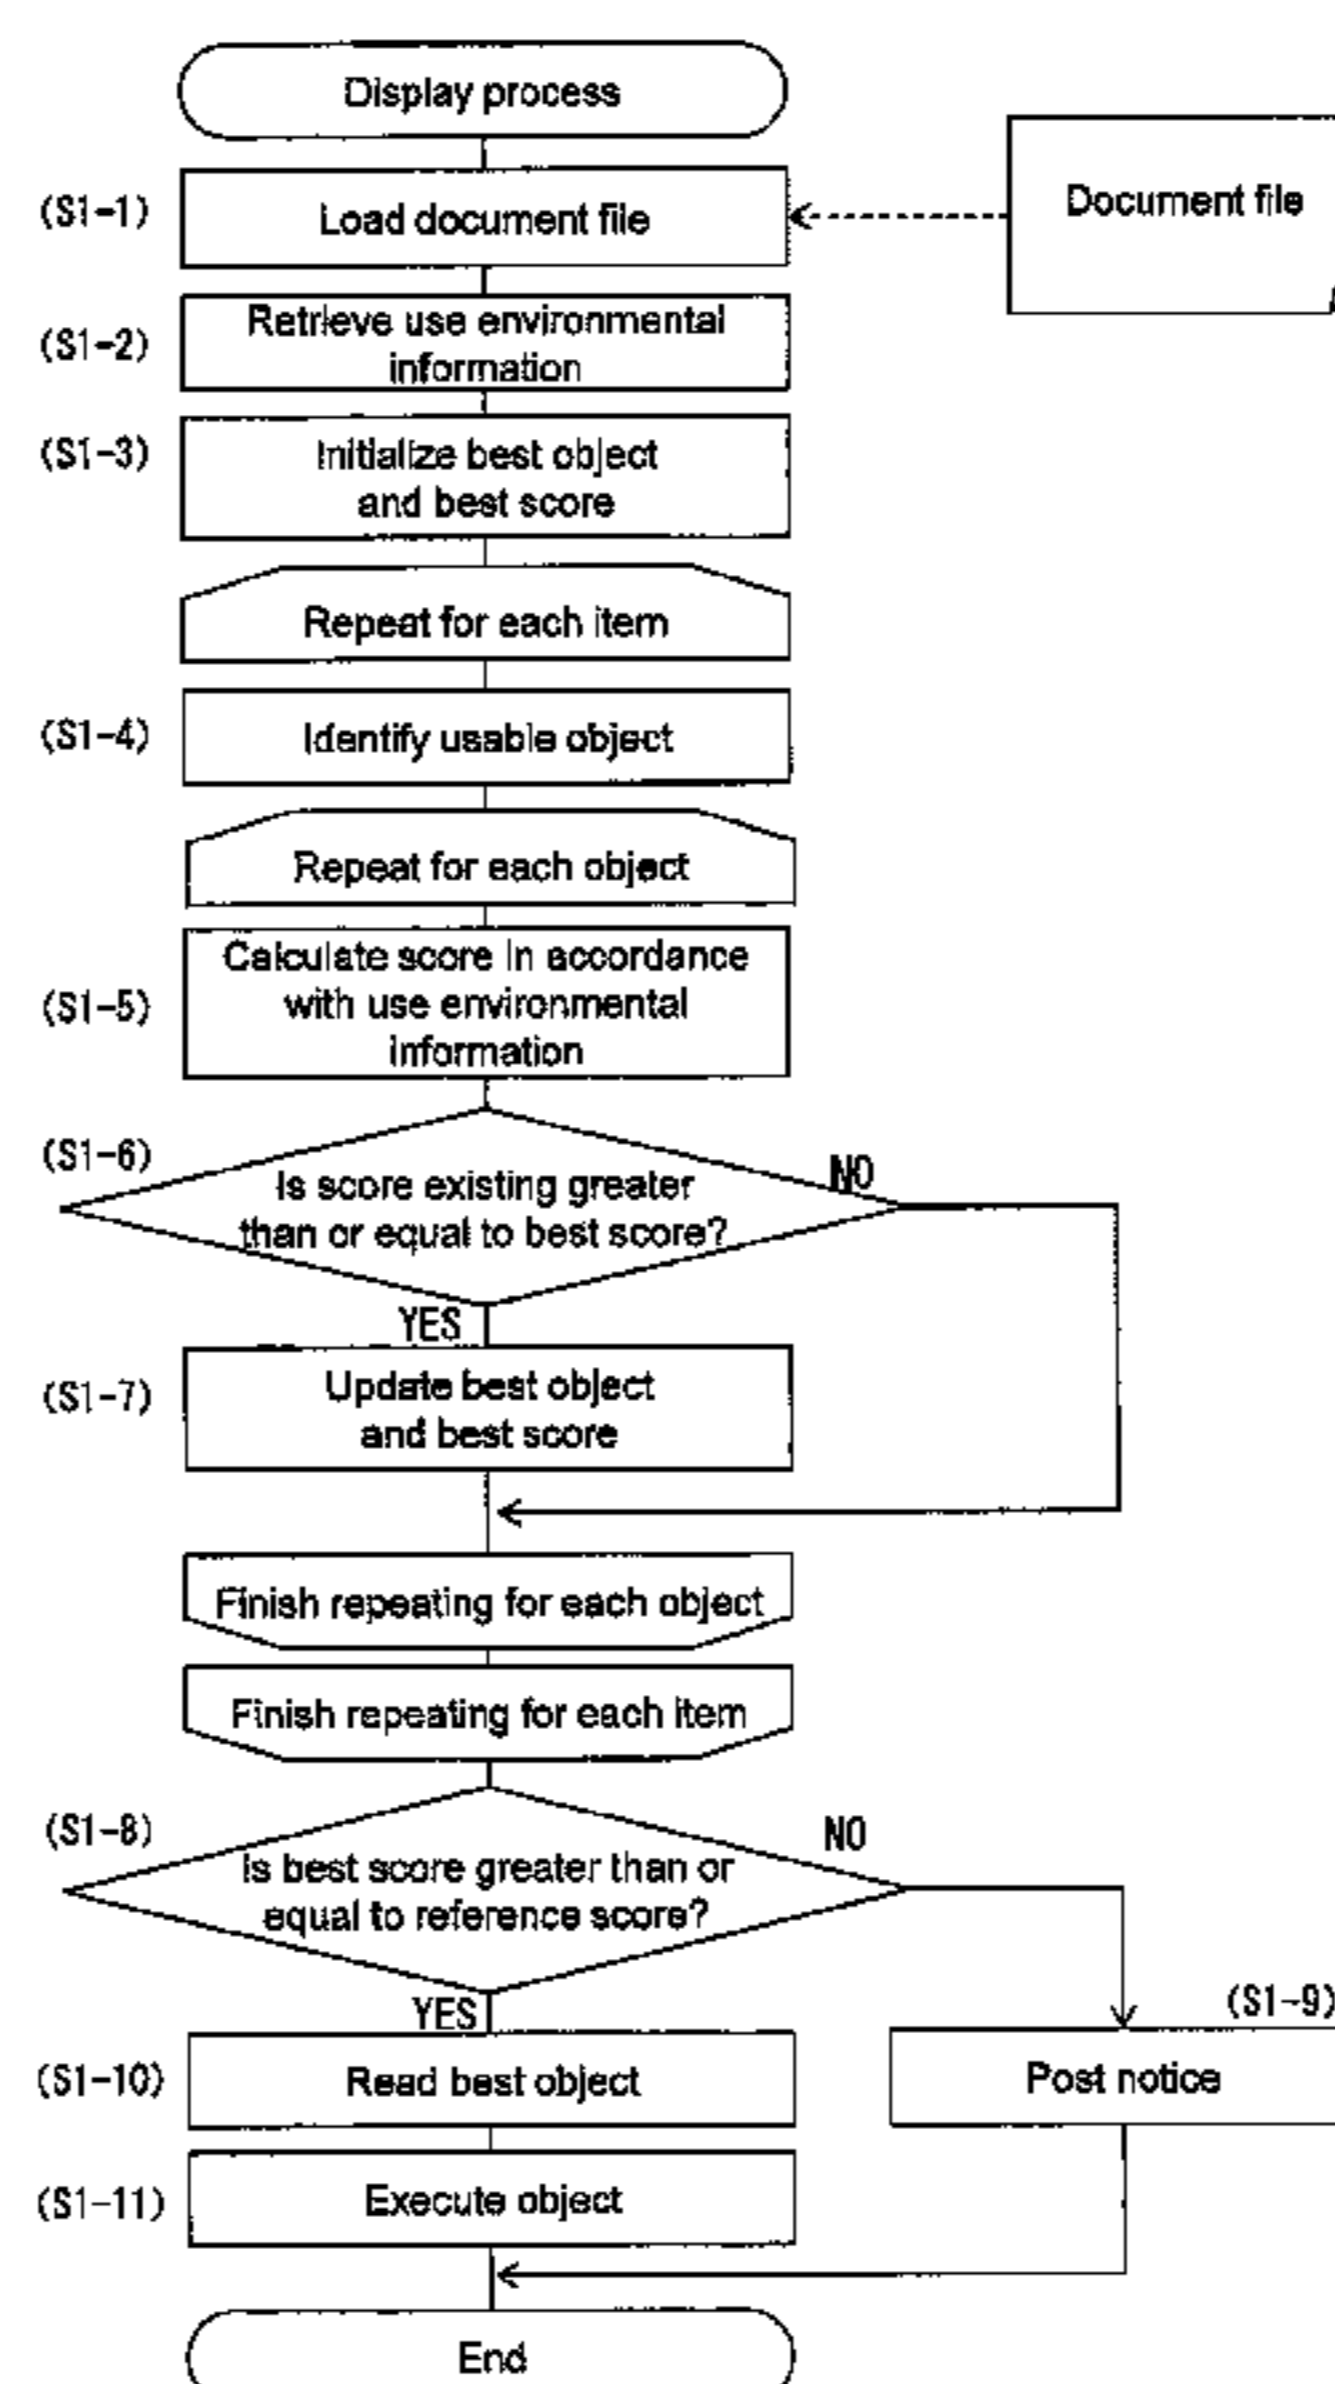 Display process
(S1-1)
Load document file
Document file
(S1-2)
Retrieve use environmental
information
(S1-3)
Initialize best object
and best score
Repeat for each item
(S1-4)
Identify usable object
Repeat for each object
(S1-5)
Calculate score in accordance
with use environmental
information
(S1-6)
NO
Is score existing greater
than or equal to best score?
YES
(S1-7)
Update best object
and best score
Finish repeating for each object
Finish repeating for each item
(S1-8)
NO
Is best score greater than or
equal to reference score?
YES
(S1-9)
(S1-10)
Read best object
Post notice
(S1-11)
Execute object
End